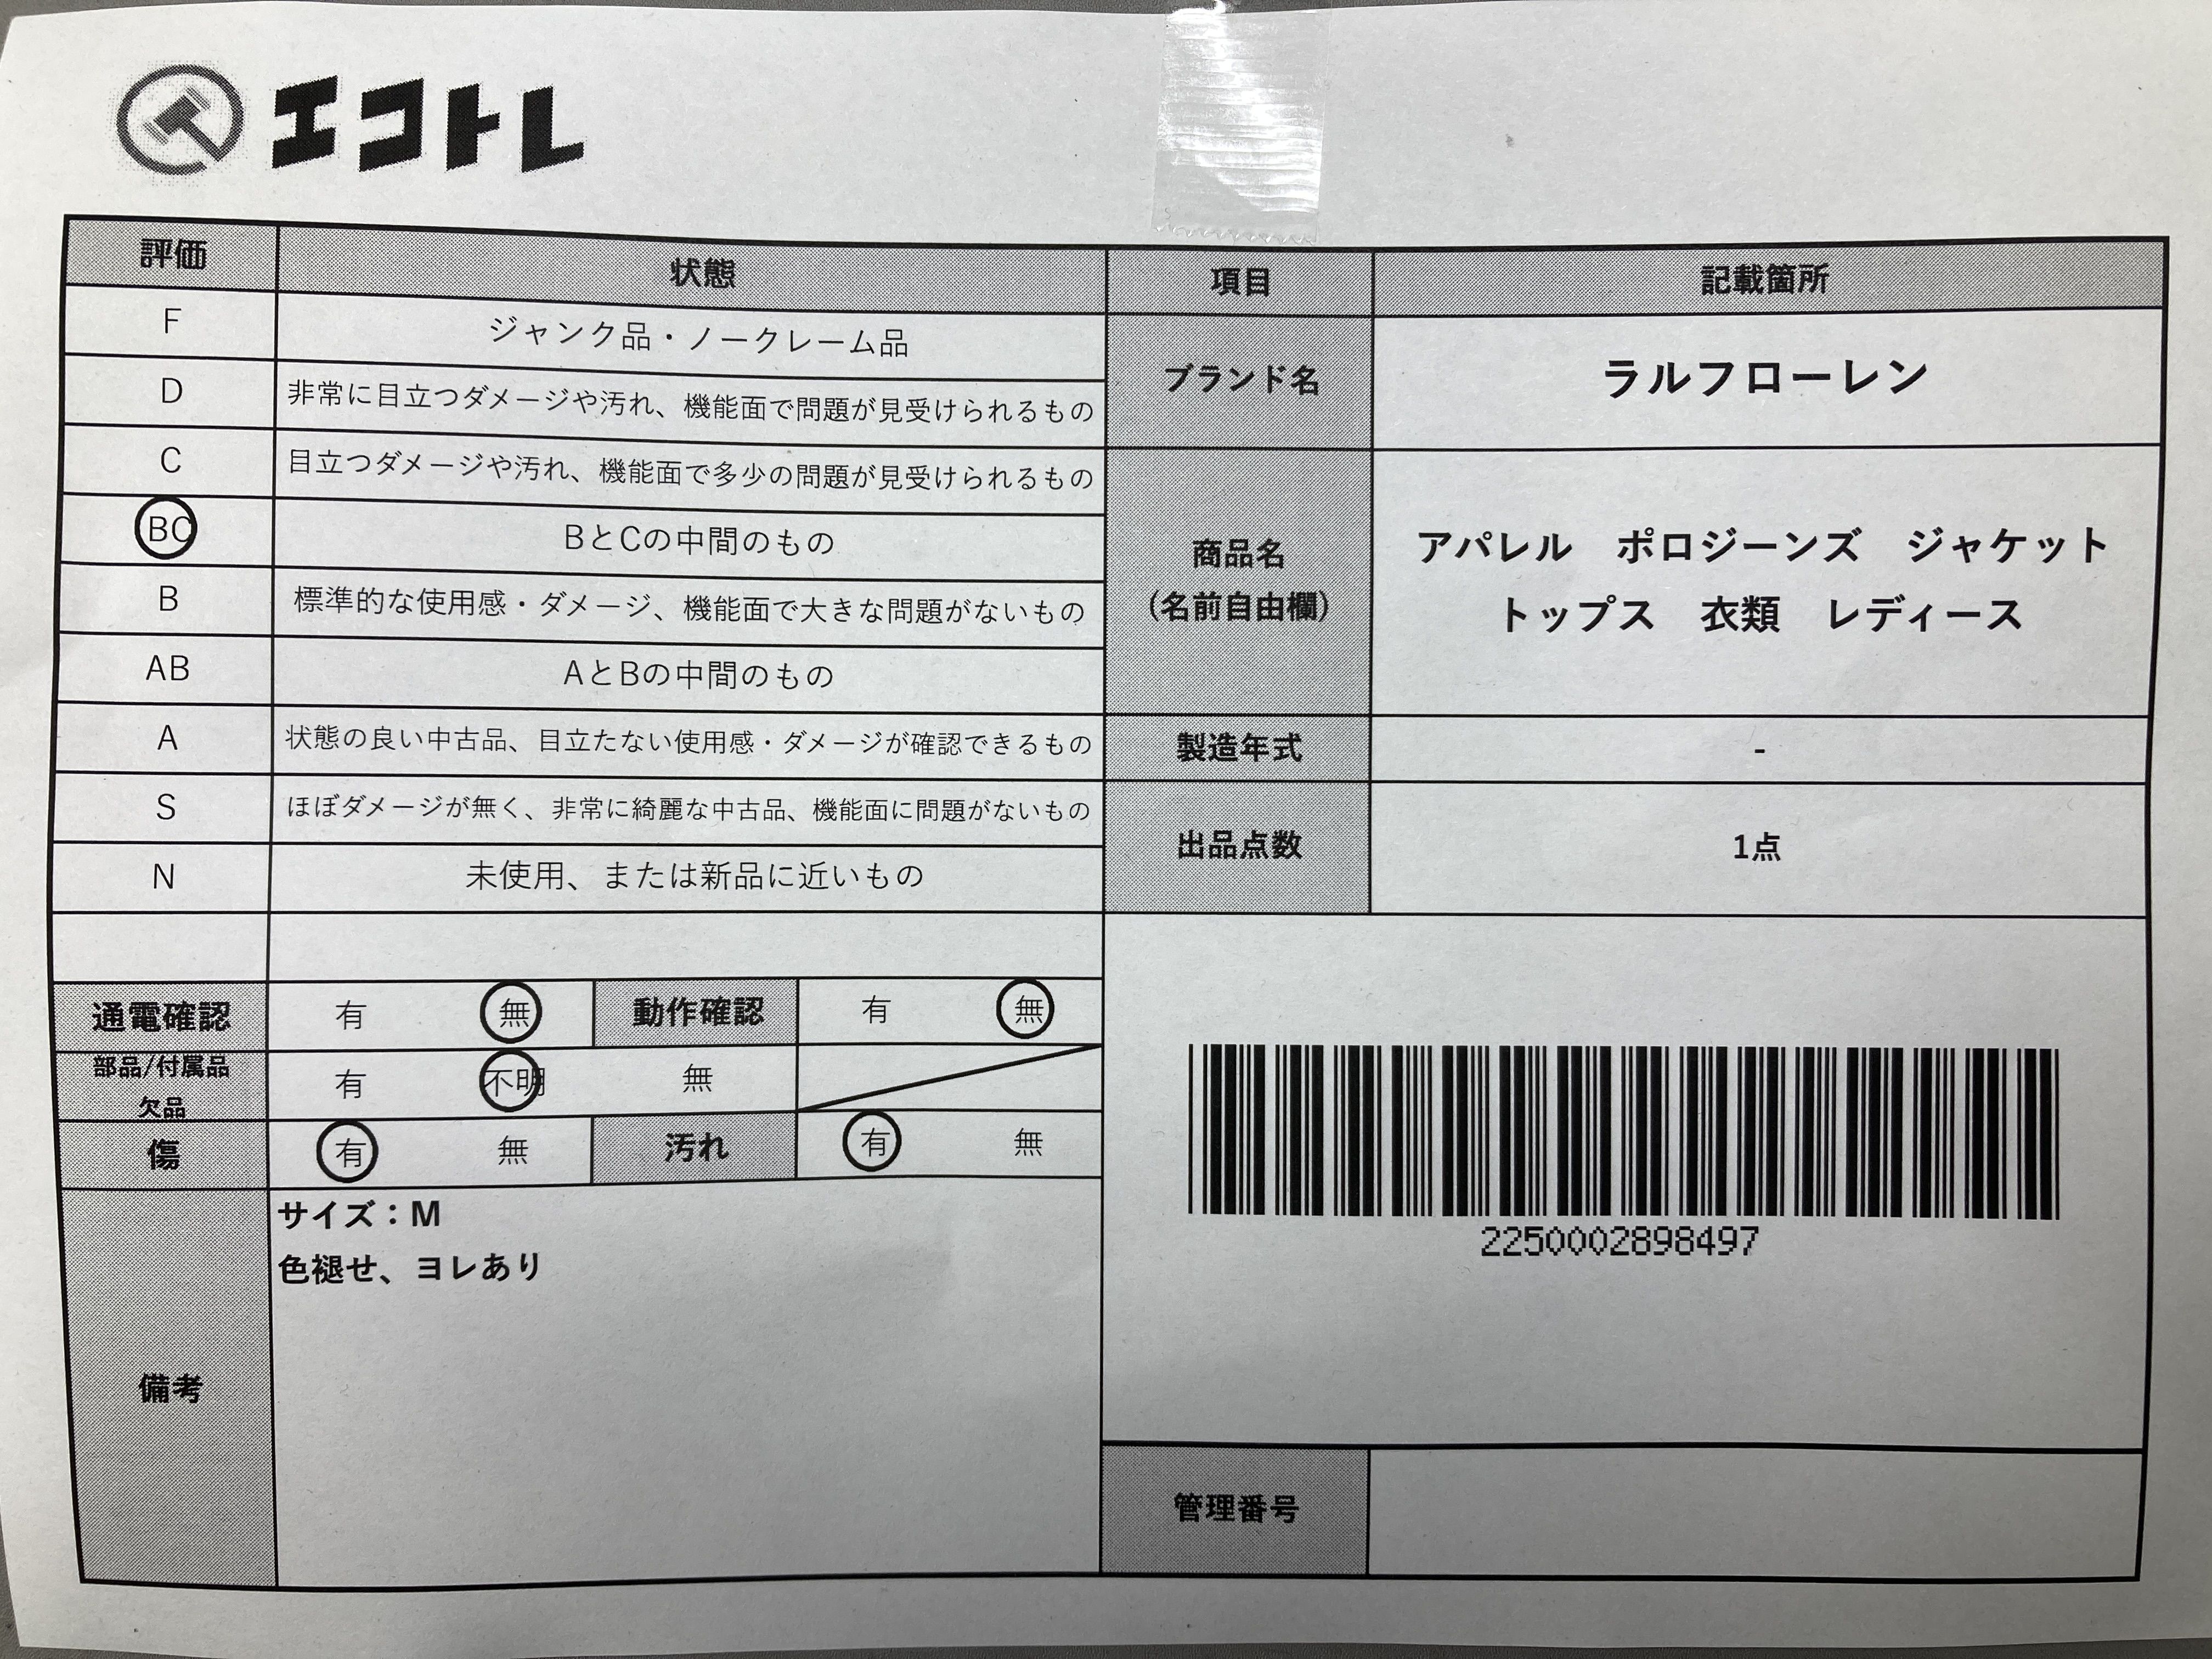 エコトレ
評価 状態
F ジャンク品・ノークレーム品
D 非常に目立つダメージや汚れ、機能面で問題が見受けられるもの
C 目立つダメージや汚れ、機能面で多少の問題が見受けられるもの
BC BとCの中間のもの
B 標準的な使用感・ダメージ、機能面で大きな問題がないもの
AB AとBの中間のもの
A 状態の良い中古品、目立たない使用感・ダメージが確認できるもの
S ほぼダメージが無く、非常に綺麗な中古品、機能面に問題がないもの
N 未使用、または新品に近いもの
通電確認 有 無 動作確認 有 無
部品/付属品
欠品 有 不明 無
傷 有 無 汚れ 有 無
備考
サイズ：M
色褪せ、ヨレあり
項目 記載箇所
ブランド名 ラルフローレン
商品名
(名前自由欄)
アパレル ポロジーンズ ジャケット
トップス 衣類 レディース
製造年式 -
出品点数 1点
2250002898497
管理番号